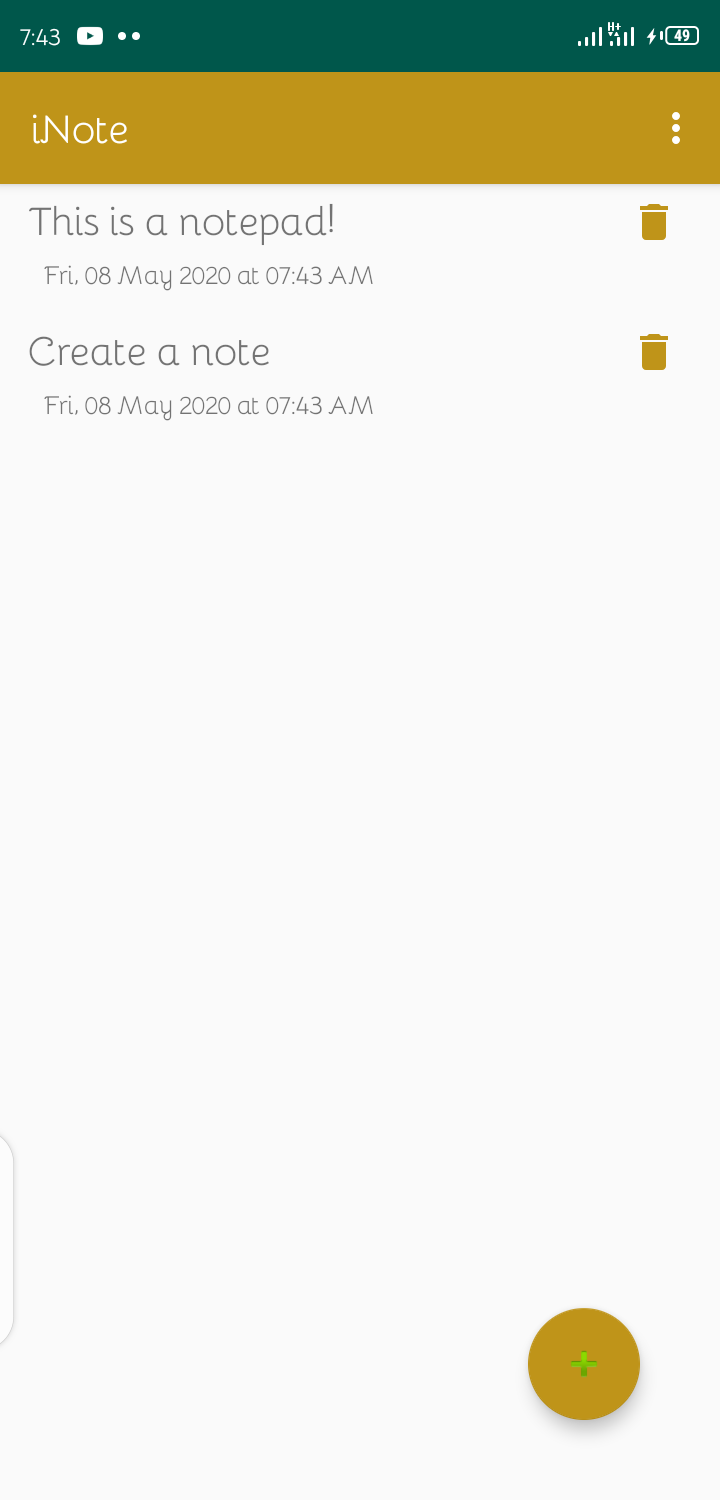 7:43 H+ 49
iNote
This is a notepad!
Fri, 08 May 2020 at 07:43 AM
Create a note
Fri, 08 May 2020 at 07:43 AM